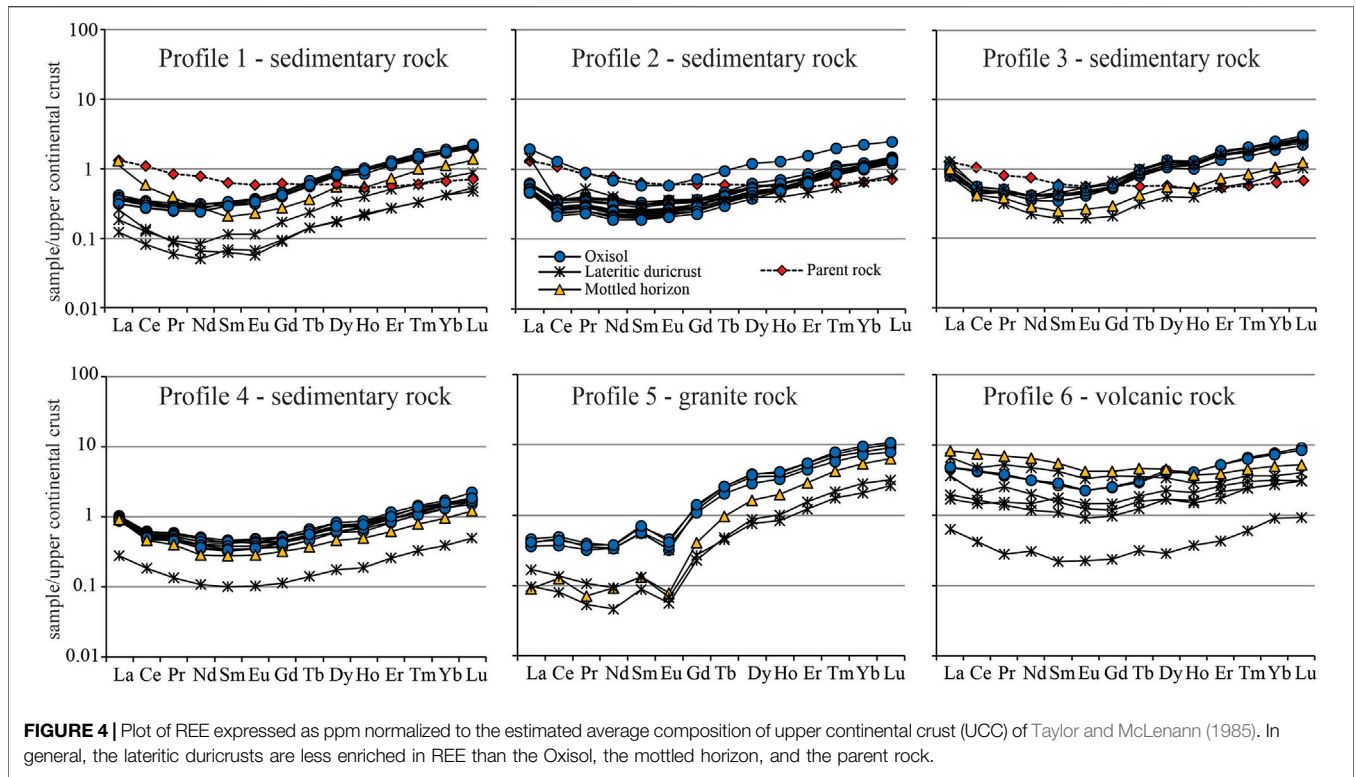 100
10
1
0.1
0.01
sample/upper continental crust
Profile 1 - sedimentary rock
La Ce Pr Nd Sm Eu Gd Tb Dy Ho Er Tm Yb Lu
Profile 2 - sedimentary rock
Oxisol
Lateritic duricrust
Mottled horizon
Parent rock
La Ce Pr Nd Sm Eu Gd Tb Dy Ho Er Tm Yb Lu
Profile 3 - sedimentary rock
La Ce Pr Nd Sm Eu Gd Tb Dy Ho Er Tm Yb Lu
100
10
1
0.1
0.01
sample/upper continental crust
Profile 4 - sedimentary rock
La Ce Pr Nd Sm Eu Gd Tb Dy Ho Er Tm Yb Lu
Profile 5 - granite rock
La Ce Pr Nd Sm Eu Gd Tb Dy Ho Er Tm Yb Lu
Profile 6 - volcanic rock
La Ce Pr Nd Sm Eu Gd Tb Dy Ho Er Tm Yb Lu
FIGURE 4 | Plot of REE expressed as ppm normalized to the estimated average composition of upper continental crust (UCC) of Taylor and McLenann (1985). In
general, the lateritic duricrusts are less enriched in REE than the Oxisol, the mottled horizon, and the parent rock.